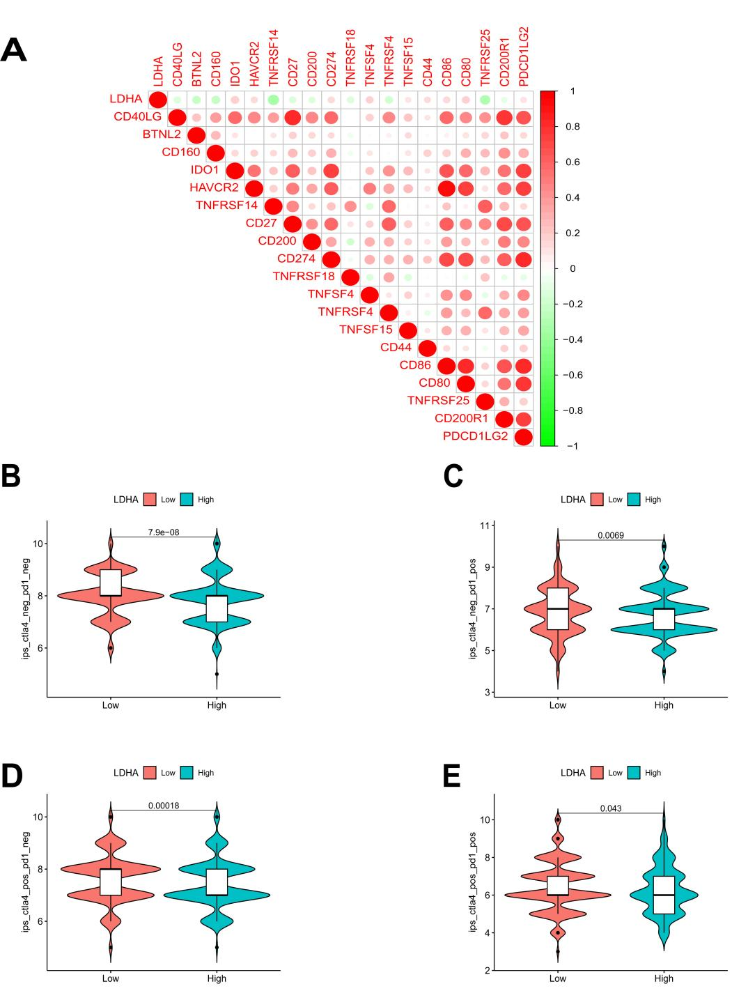 A
LDHA
CD40LG
BTNL2
CD160
IDO1
HAVCR2
TNFRSF14
CD27
CD200
CD274
TNFRSF18
TNFSF4
TNFRSF4
TNFSF15
CD44
CD86
CD80
TNFRSF25
CD200R1
PDCD1LG2
LDHA
CD40LG
BTNL2
CD160
IDO1
HAVCR2
TNFRSF14
CD27
CD200
CD274
TNFRSF18
TNFSF4
TNFRSF4
TNFSF15
CD44
CD86
CD80
TNFRSF25
CD200R1
PDCD1LG2
1
0.8
0.6
0.4
0.2
0
−0.2
−0.4
−0.6
−0.8
−1
B
LDHA Low High
7.9e−08
10
8
6
ips_ctla4_neg_pd1_neg
Low High
C
LDHA Low High
0.0069
11
9
7
5
3
ips_ctla4_neg_pd1_pos
Low High
D
LDHA Low High
0.00018
10
8
6
ips_ctla4_pos_pd1_neg
Low High
E
LDHA Low High
0.043
10
8
6
4
2
ips_ctla4_pos_pd1_pos
Low High